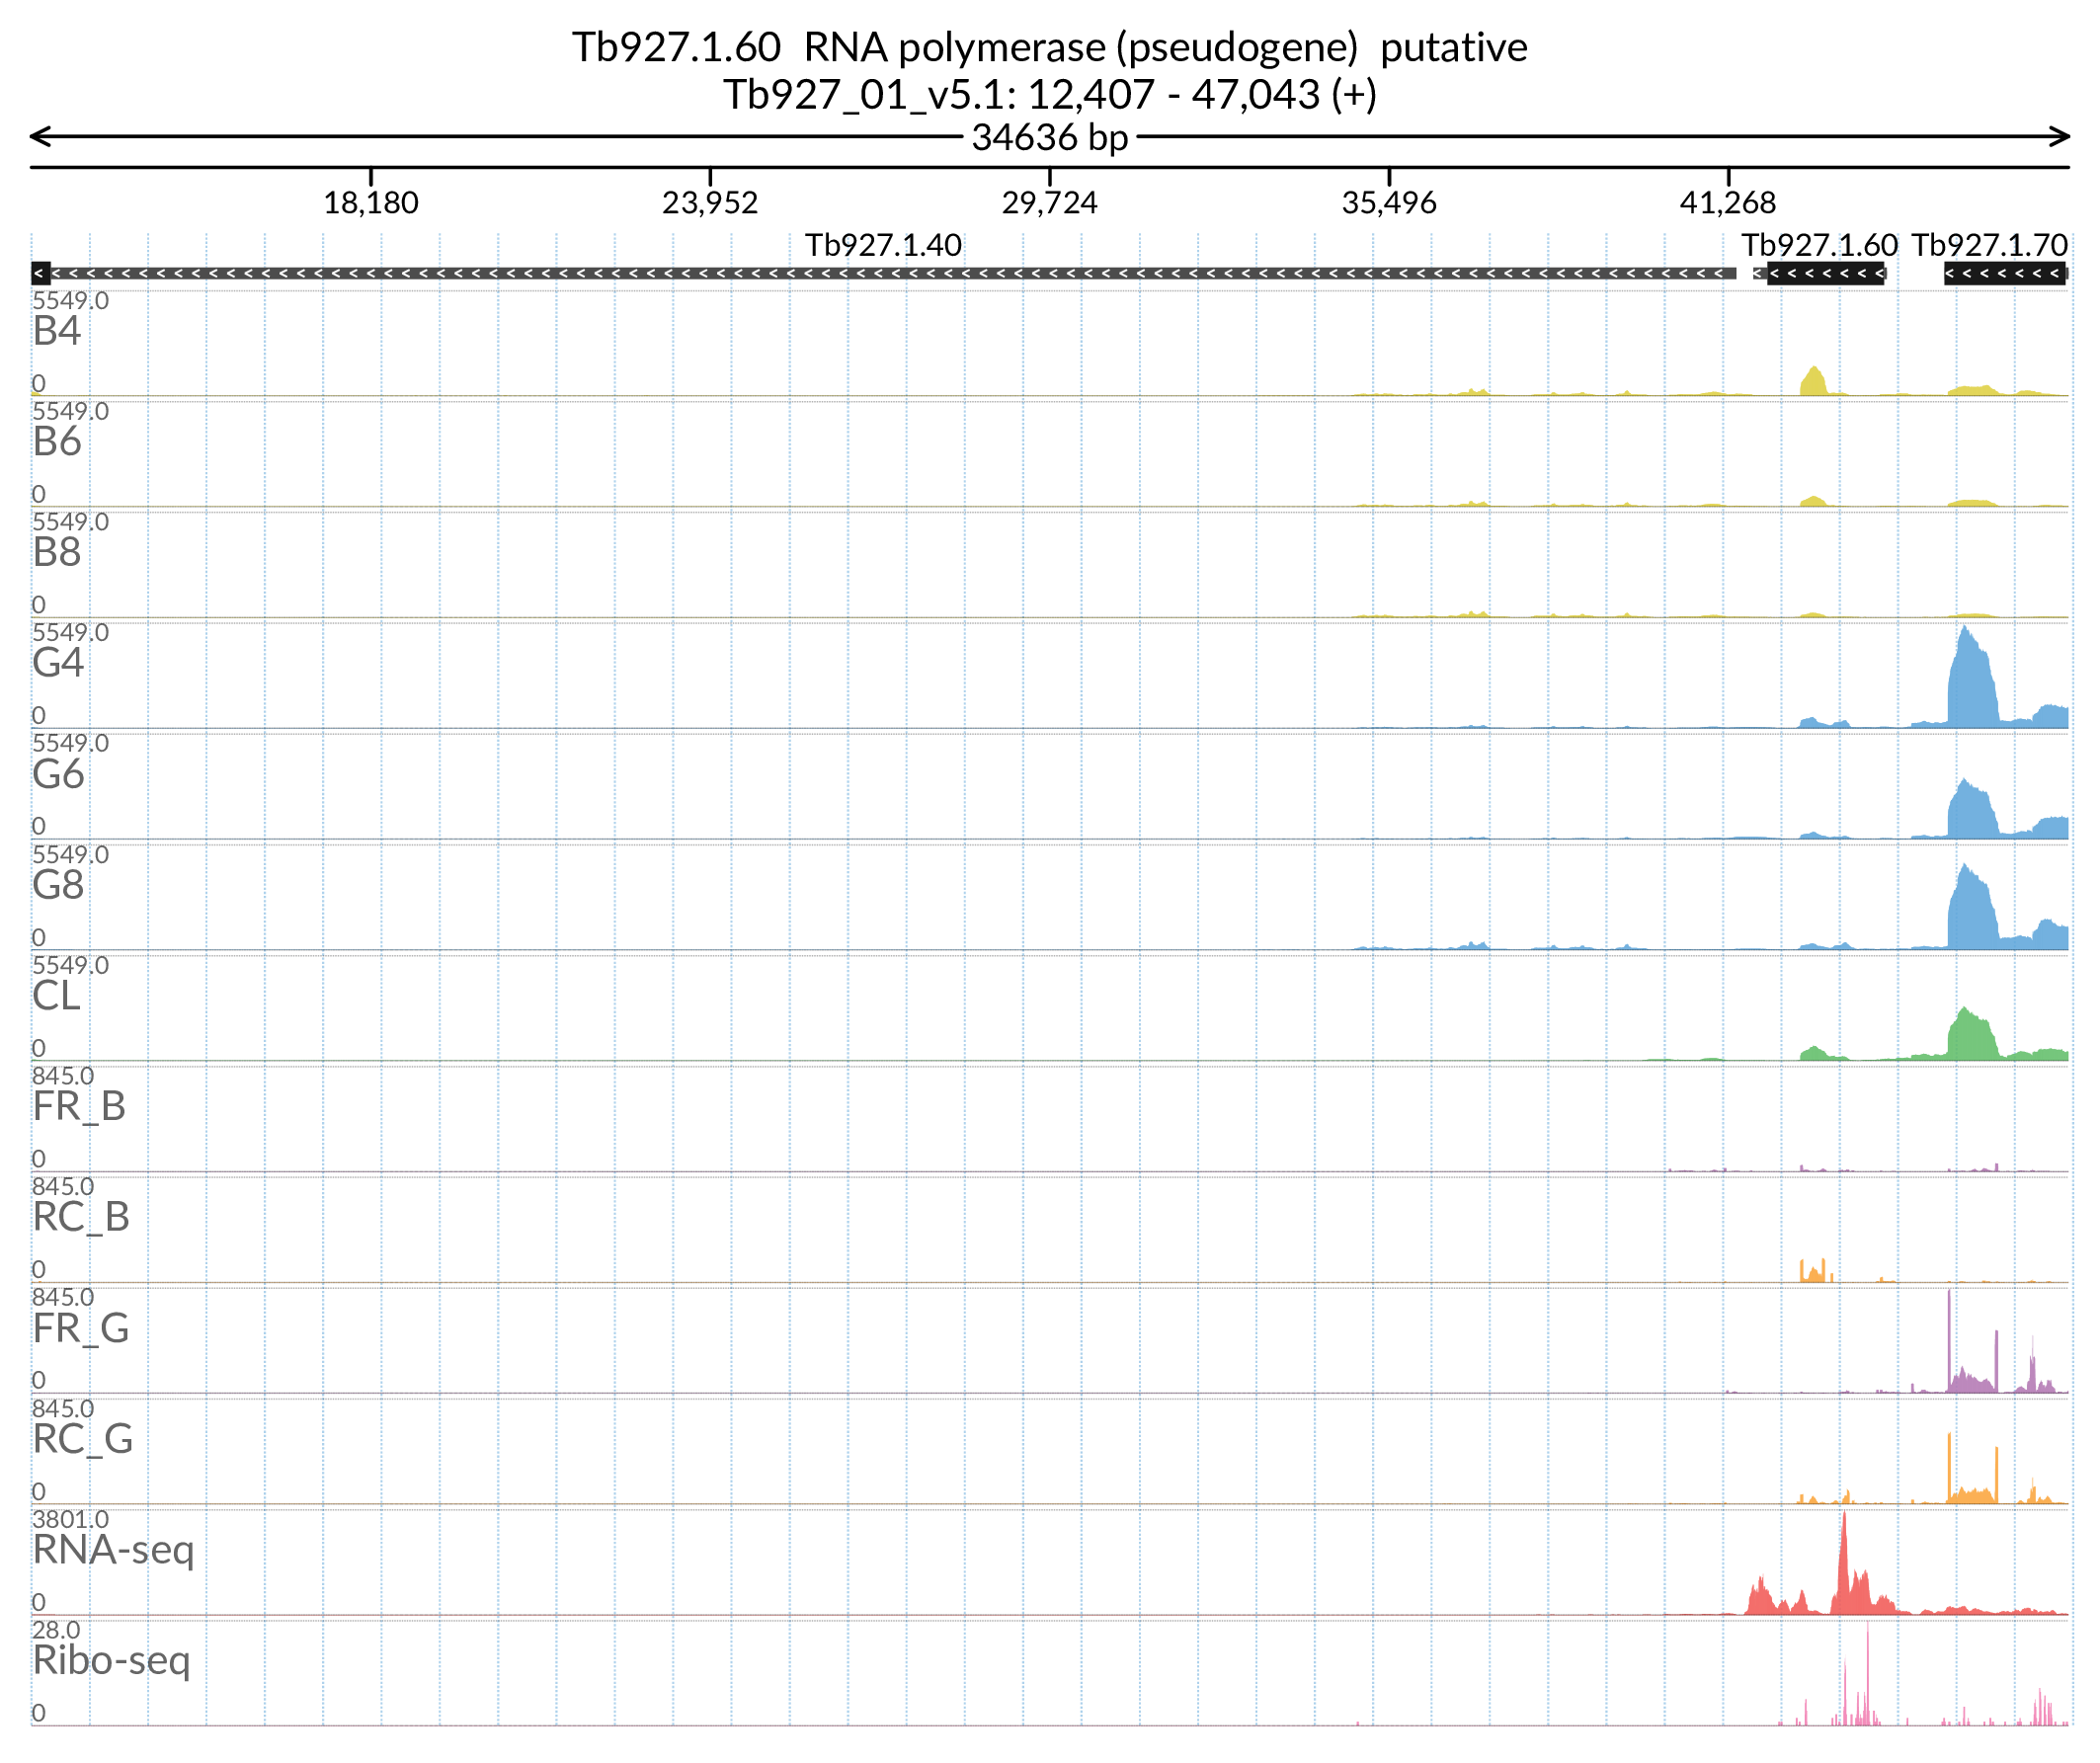 Tb927.1.60  RNA polymerase (pseudogene)  putative
Tb927_01_v5.1: 12,407 - 47,043 (+)
34636 bp
18,180 23,952 29,724 35,496 41,268
Tb927.1.40 Tb927.1.60 Tb927.1.70
5549.0
B4
0
5549.0
B6
0
5549.0
B8
0
5549.0
G4
0
5549.0
G6
0
5549.0
G8
0
5549.0
CL
0
845.0
FR_B
0
845.0
RC_B
0
845.0
FR_G
0
845.0
RC_G
0
3801.0
RNA-seq
0
28.0
Ribo-seq
0